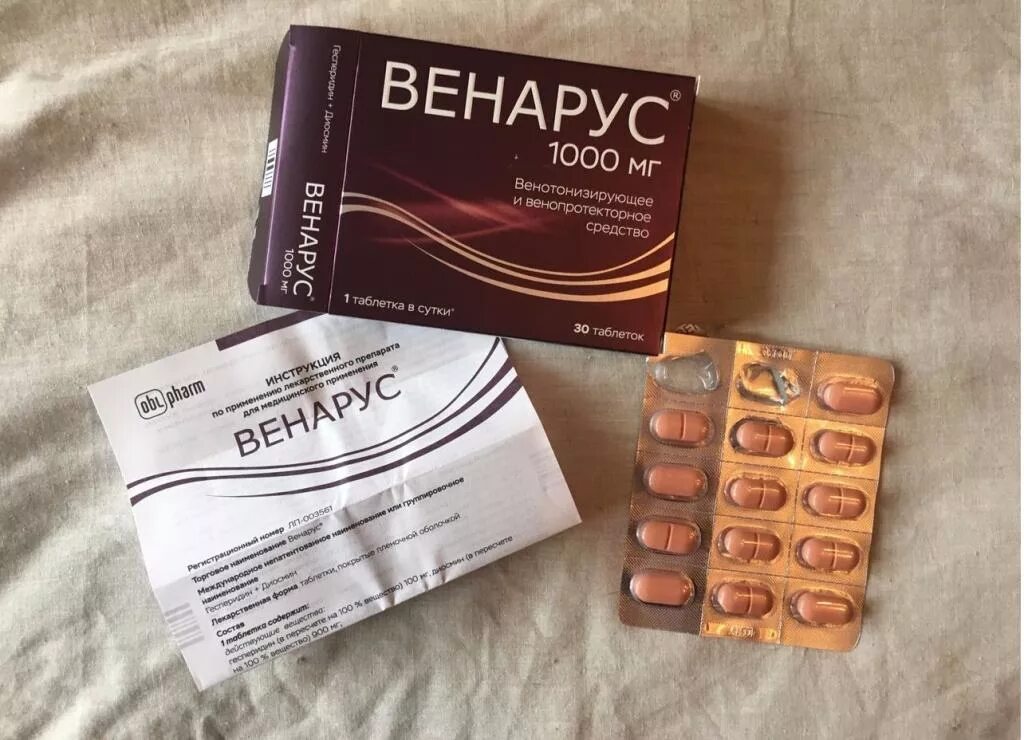 ВЕНАРУС®
1000 мг
Венотонизирующее
и венопротекторное
средство
1 таблетка в сутки*
30 таблеток
Гесперидин + Диосмин
ВЕНАРУС®
1000 мг
obl pharm
ИНСТРУКЦИЯ
по применению лекарственного препарата
для медицинского применения
ВЕНАРУС®
Регистрационный номер ЛП-003561
Торговое наименование Венарус®
Международное непатентованное наименование или группировочное
наименование
Гесперидин + Диосмин
Лекарственная форма таблетки, покрытые пленочной оболочкой
Состав
1 таблетка содержит:
действующие вещества:
гесперидин (в пересчете на 100 % вещество) 100 мг, диосмин (в пересчете
на 100 % вещество) 900 мг;